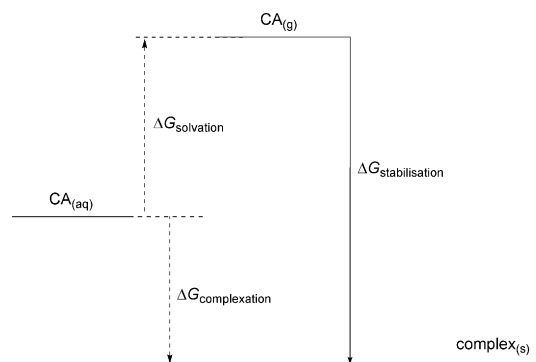 CA(g)
ΔGsolvation
ΔGstabilisation
CA(aq)
ΔGcomplexation
complex(s)